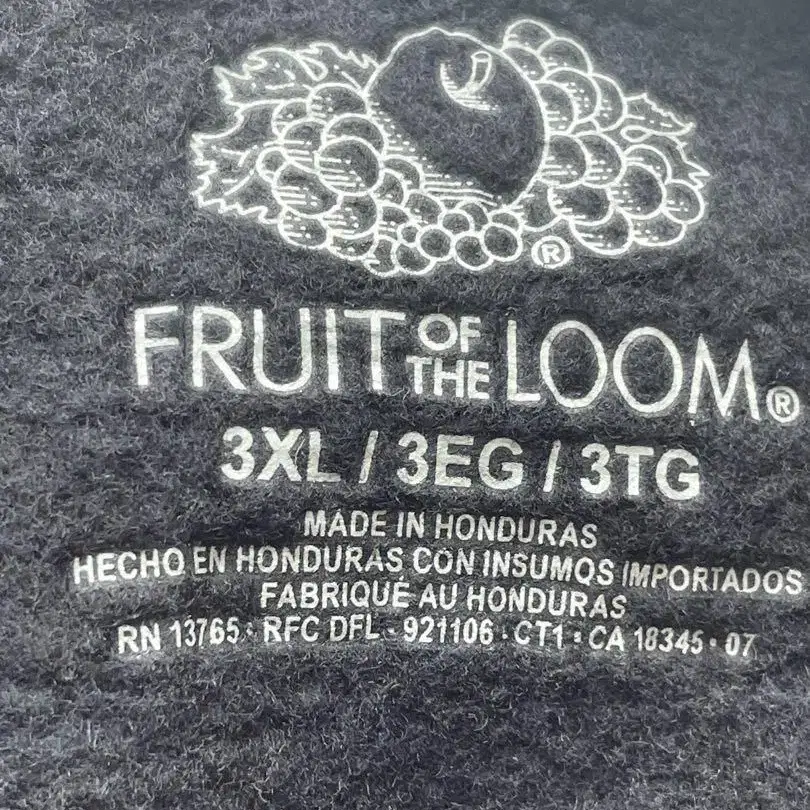 ®
FRUIT OF THE LOOM®
3XL / 3EG / 3TG
MADE IN HONDURAS
HECHO EN HONDURAS CON INSUMOS IMPORTADOS
FABRIQUÉ AU HONDURAS
RN 13765 · RFC DFL - 921106 · CT1 · CA 18345 · 07